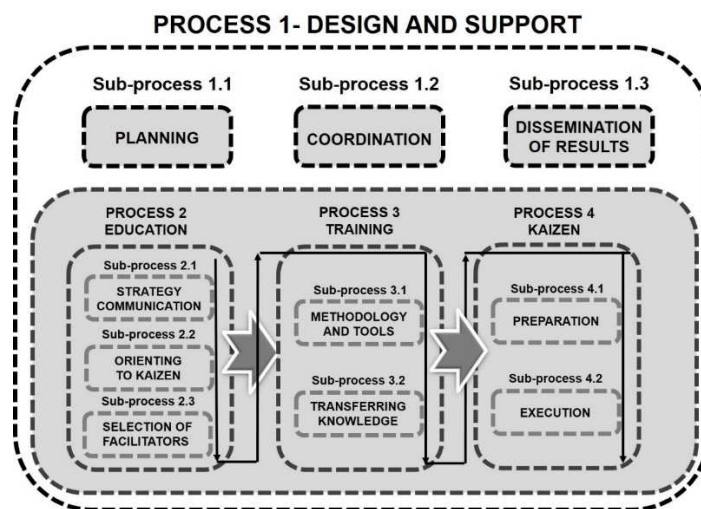 PROCESS 1- DESIGN AND SUPPORT
Sub-process 1.1
PLANNING
Sub-process 1.2
COORDINATION
Sub-process 1.3
DISSEMINATION
OF RESULTS
PROCESS 2
EDUCATION
Sub-process 2.1
STRATEGY
COMMUNICATION
Sub-process 2.2
ORIENTING
TO KAIZEN
Sub-process 2.3
SELECTION OF
FACILITATORS
PROCESS 3
TRAINING
Sub-process 3.1
METHODOLOGY
AND TOOLS
Sub-process 3.2
TRANSFERRING
KNOWLEDGE
PROCESS 4
KAIZEN
Sub-process 4.1
PREPARATION
Sub-process 4.2
EXECUTION